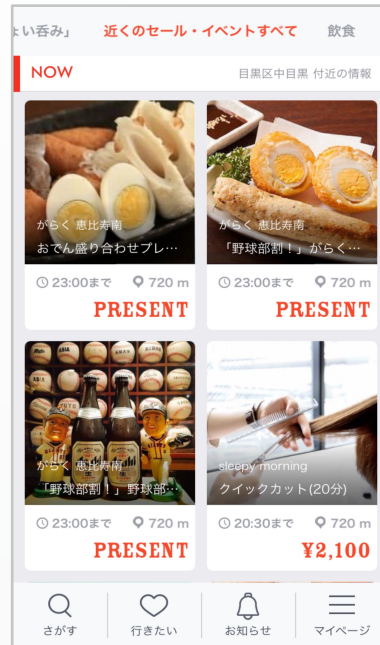 い呑み」 近くのセール・イベントすべて 飲食
NOW 目黒区中目黒 付近の情報
がらく 恵比寿南
おでん盛り合わせプレ…
23:00まで 720 m
PRESENT
がらく 恵比寿南
「野球部割！」がらく…
23:00まで 720 m
PRESENT
がらく 恵比寿南
「野球部割！」野球部…
23:00まで 720 m
PRESENT
sleepy morning
クイックカット(20分)
20:30まで 720 m
¥2,100
さがす
行きたい
お知らせ
マイページ